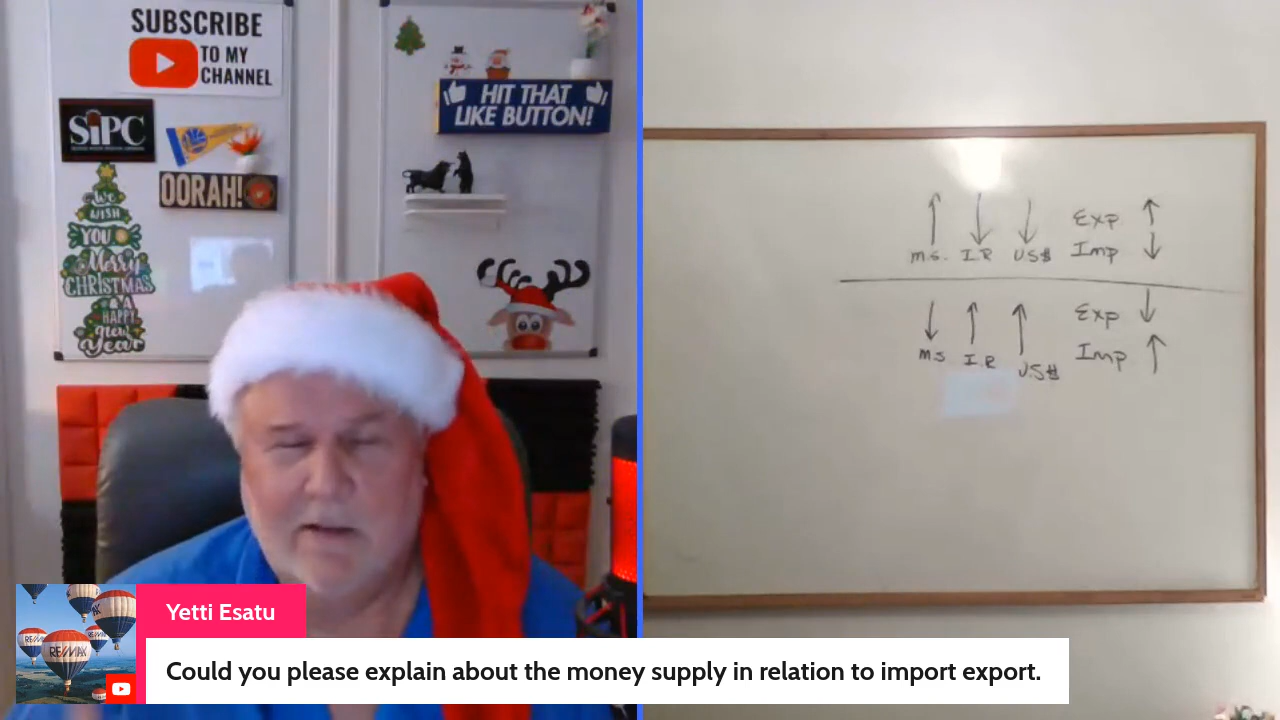 SUBSCRIBE
TO MY
CHANNEL
SiPC
OORAH!
We
WISH
YOU
Merry
CHRISTMAS
& A
HAPPY
New
Year
HIT THAT
LIKE BUTTON!
M.S. I.R US$ Exp
Imp
M.S I.R U.S$ Exp
Imp
RE/MAX
Yetti Esatu
Could you please explain about the money supply in relation to import export.